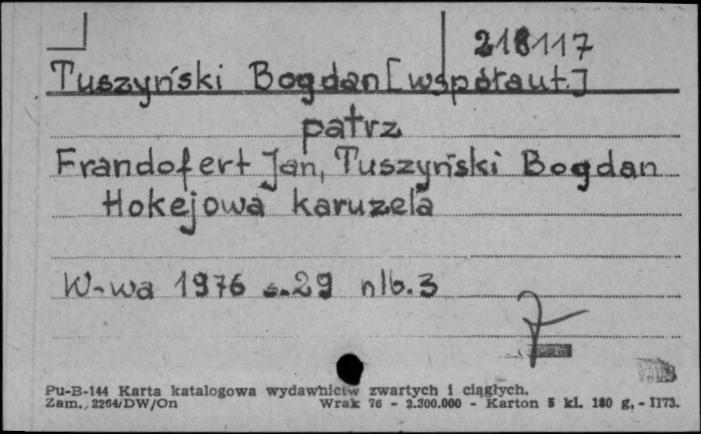 218117
Tuszyński Bogdan [współaut.]
patrz
Frandofert Jan, Tuszyński Bogdan
Hokejowa karuzela
W-wa 1976 s. 29 nlb. 3
Pu-B-144 Karta katalogowa wydawnictw zwartych i ciągłych.
Zam. 2264/DW/On Wrak 76 - 2.300.000 - Karton 5 kl. 180 g. - II73.